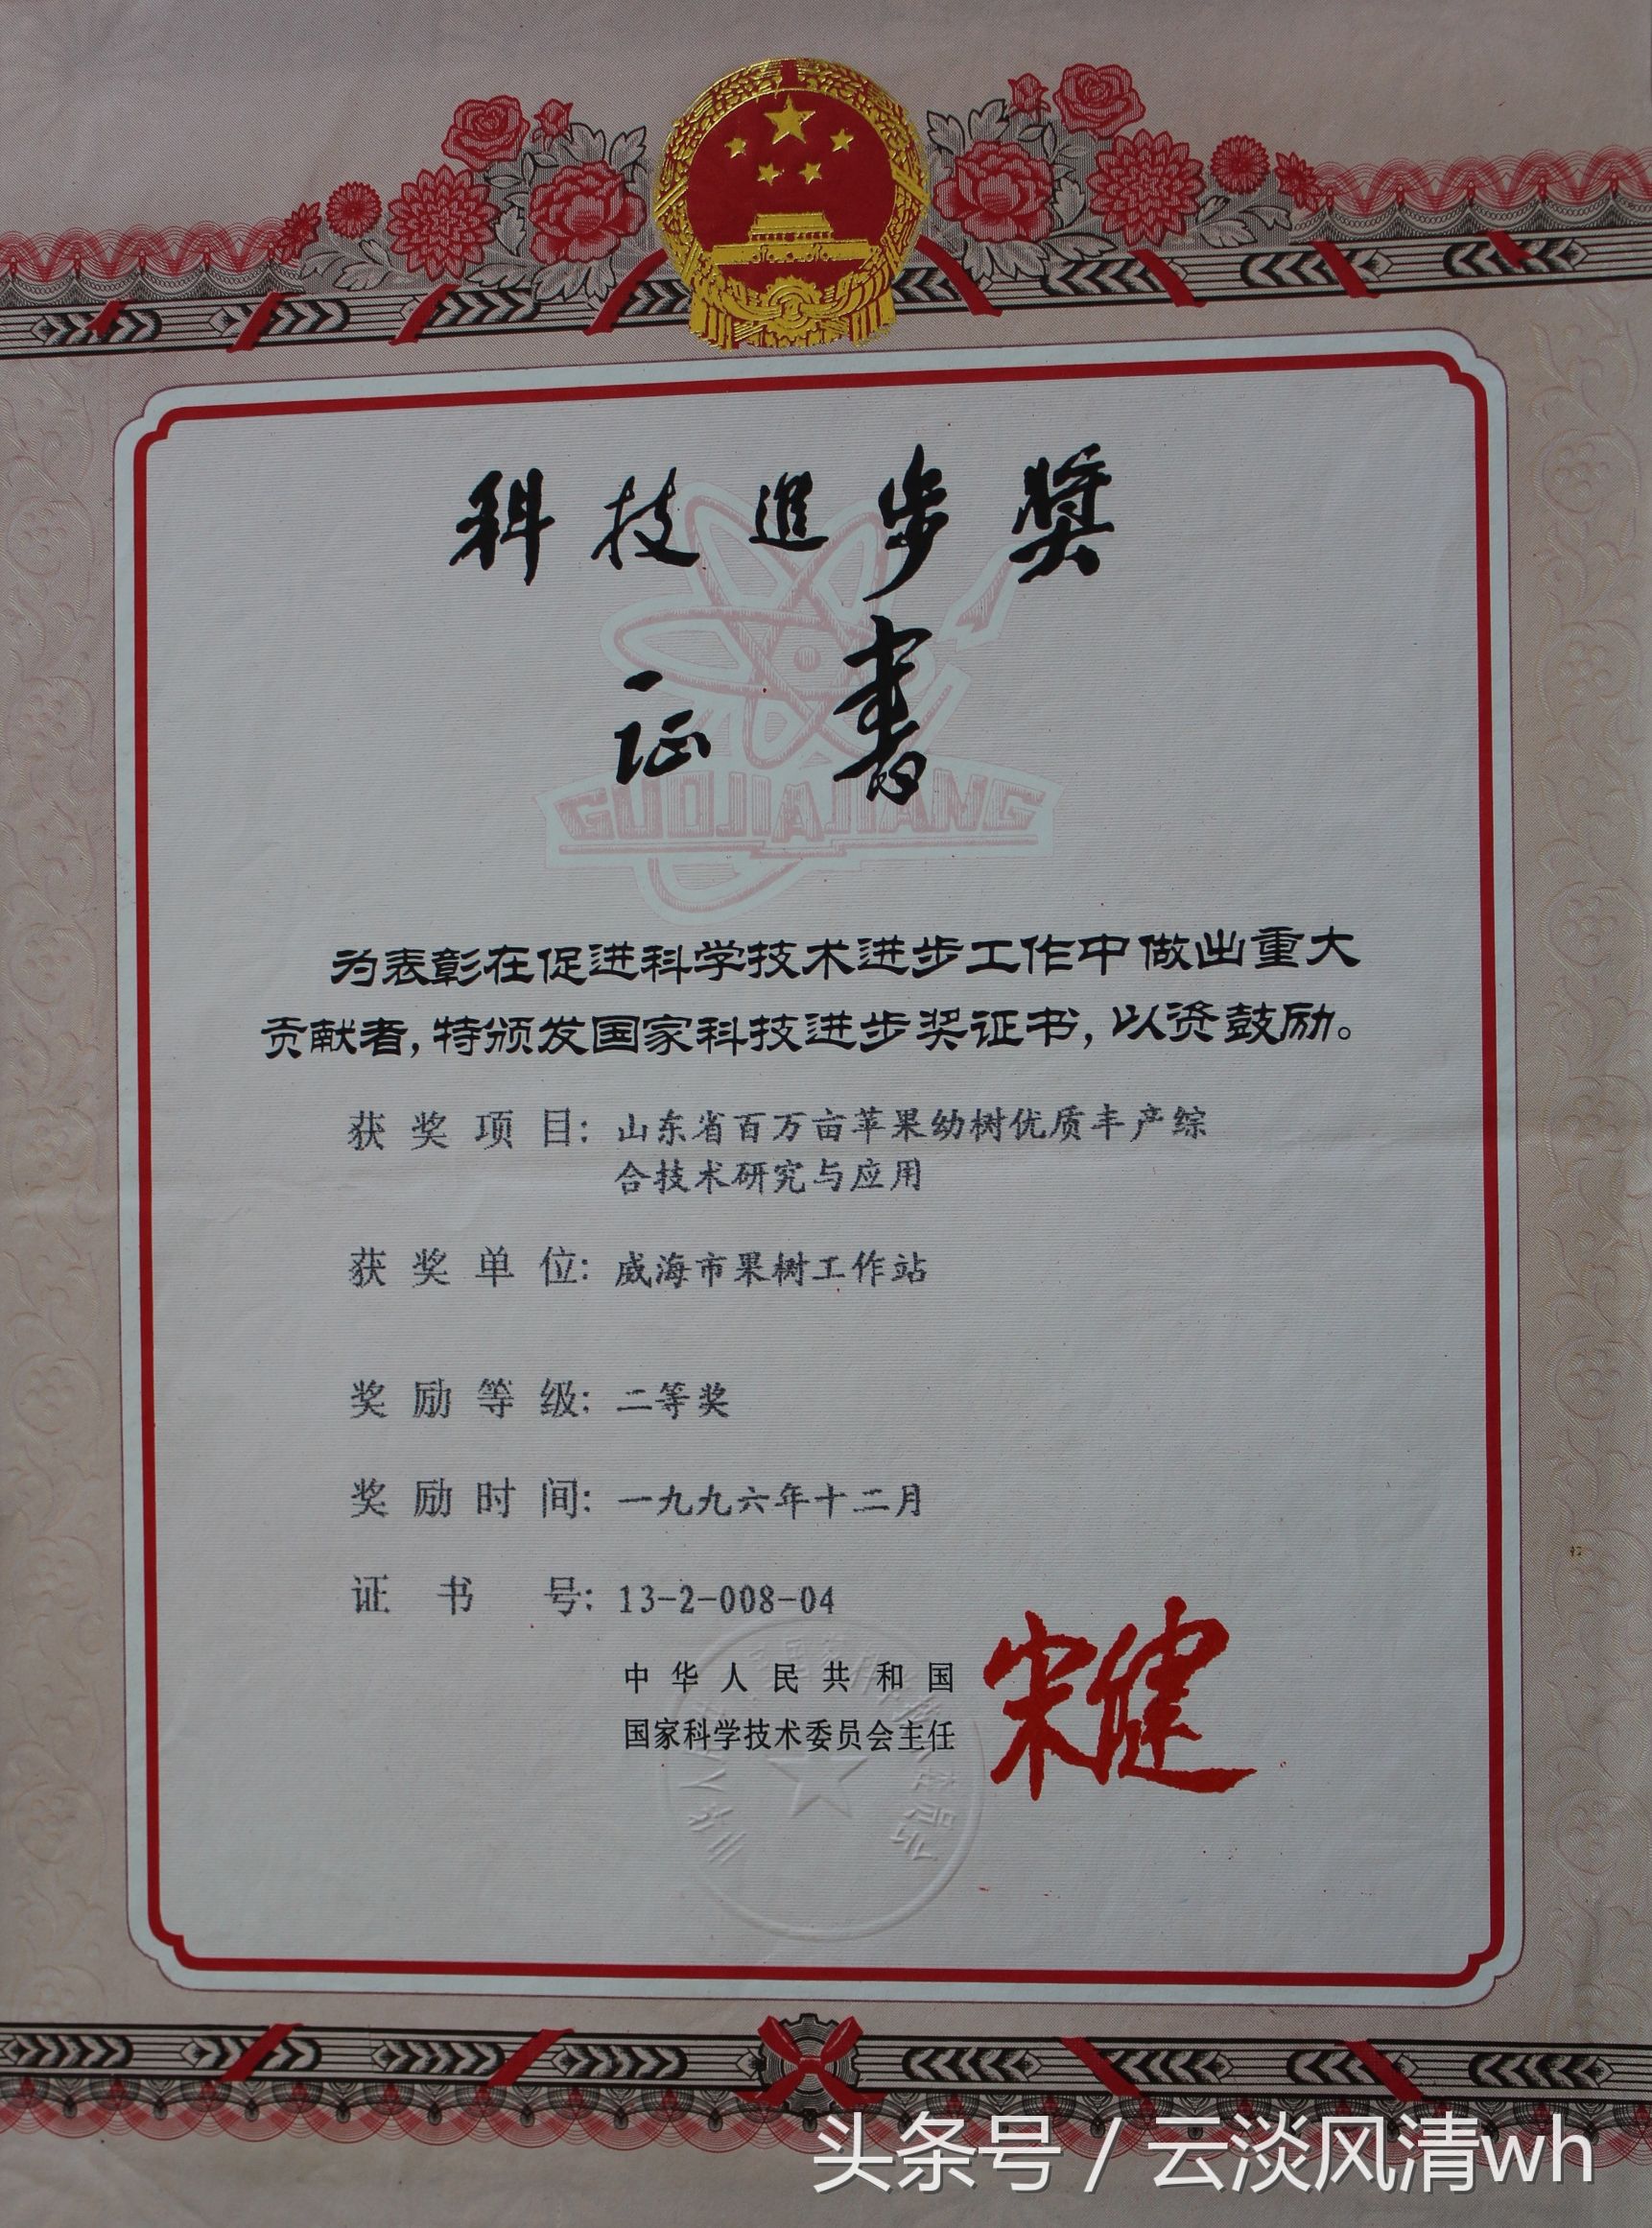 科技進步奨
证書
GUOJIAJIANG
为表彰在促进科学技术进步工作中做出重大
贡献者,特颁发国家科技进步奖证书,以资鼓励。
获奖项目:山东省百万亩苹果幼树优质丰产综
合技术研究与应用
获奖单位:威海市果树工作站
奖励等级:二等奖
奖励时间:一九九六年十二月
证书号:13-2-008-04
中华人民共和国
国家科学技术委员会主任
宋健
头条号 / 云淡风清wh